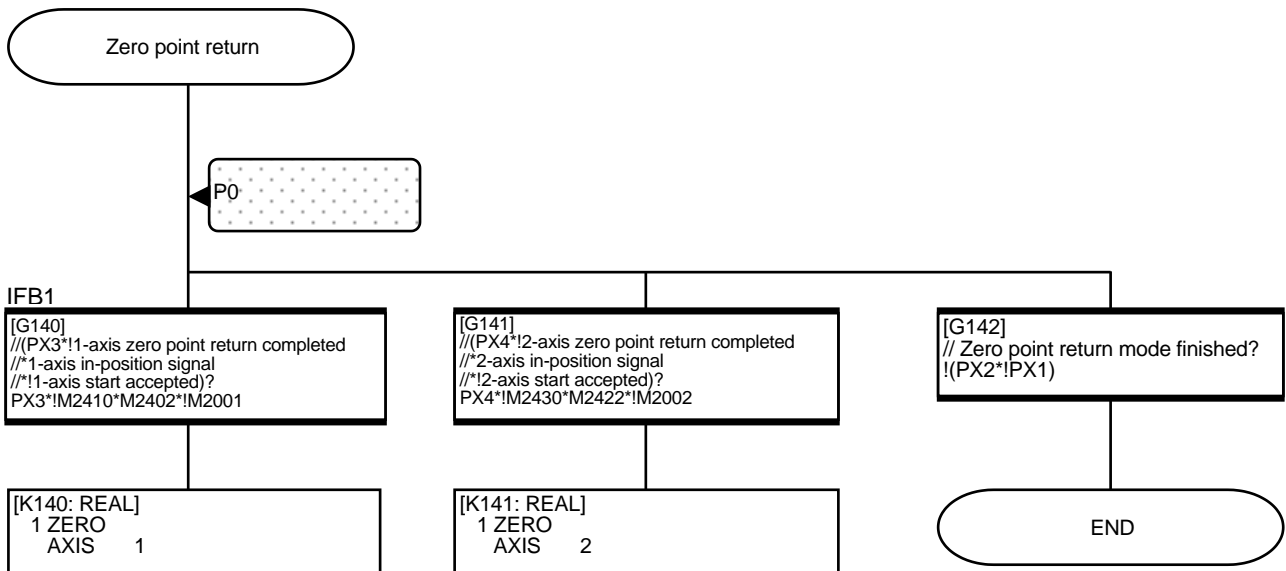 Zero point return
P0
IFB1
[G140]
//(PX3*!1-axis zero point return completed
//*1-axis in-position signal
//*!1-axis start accepted)?
PX3*!M2410*M2402*!M2001
[G141]
//(PX4*!2-axis zero point return completed
//*2-axis in-position signal
//*!2-axis start accepted)?
PX4*!M2430*M2422*!M2002
[G142]
// Zero point return mode finished?
!(PX2*!PX1)
[K140: REAL]
1 ZERO
AXIS 1
[K141: REAL]
1 ZERO
AXIS 2
END